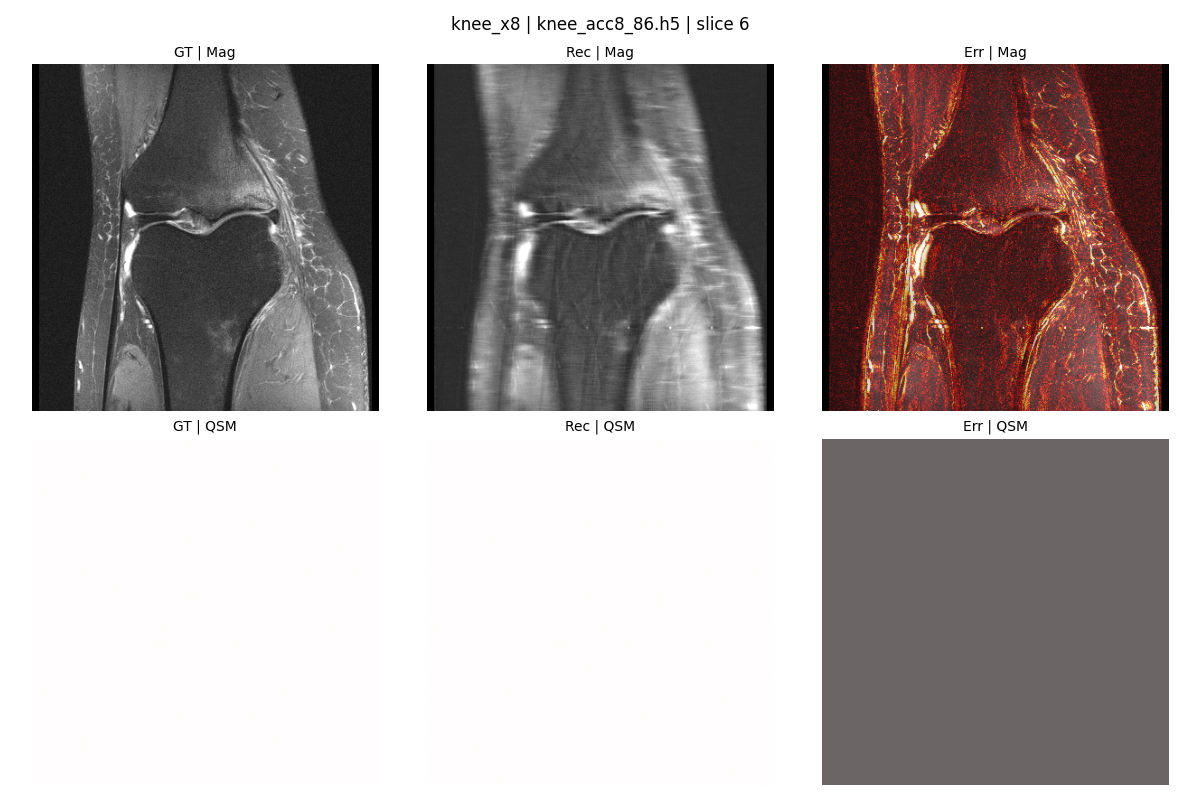 knee_x8 | knee_acc8_86.h5 | slice 6
GT | Mag
Rec | Mag
Err | Mag
GT | QSM
Rec | QSM
Err | QSM